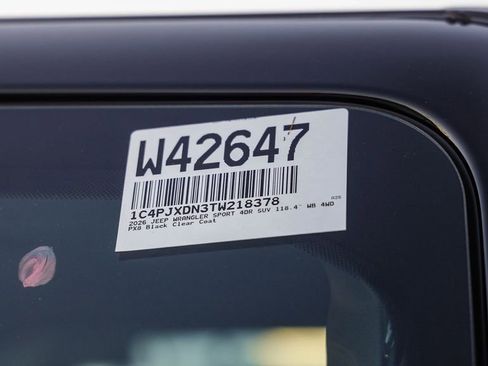 W42647
1C4PJXDN3TW218378
2026 JEEP WRANGLER SPORT 4DR SUV 118.4" WB 4WD
PX8 Black Clear Coat